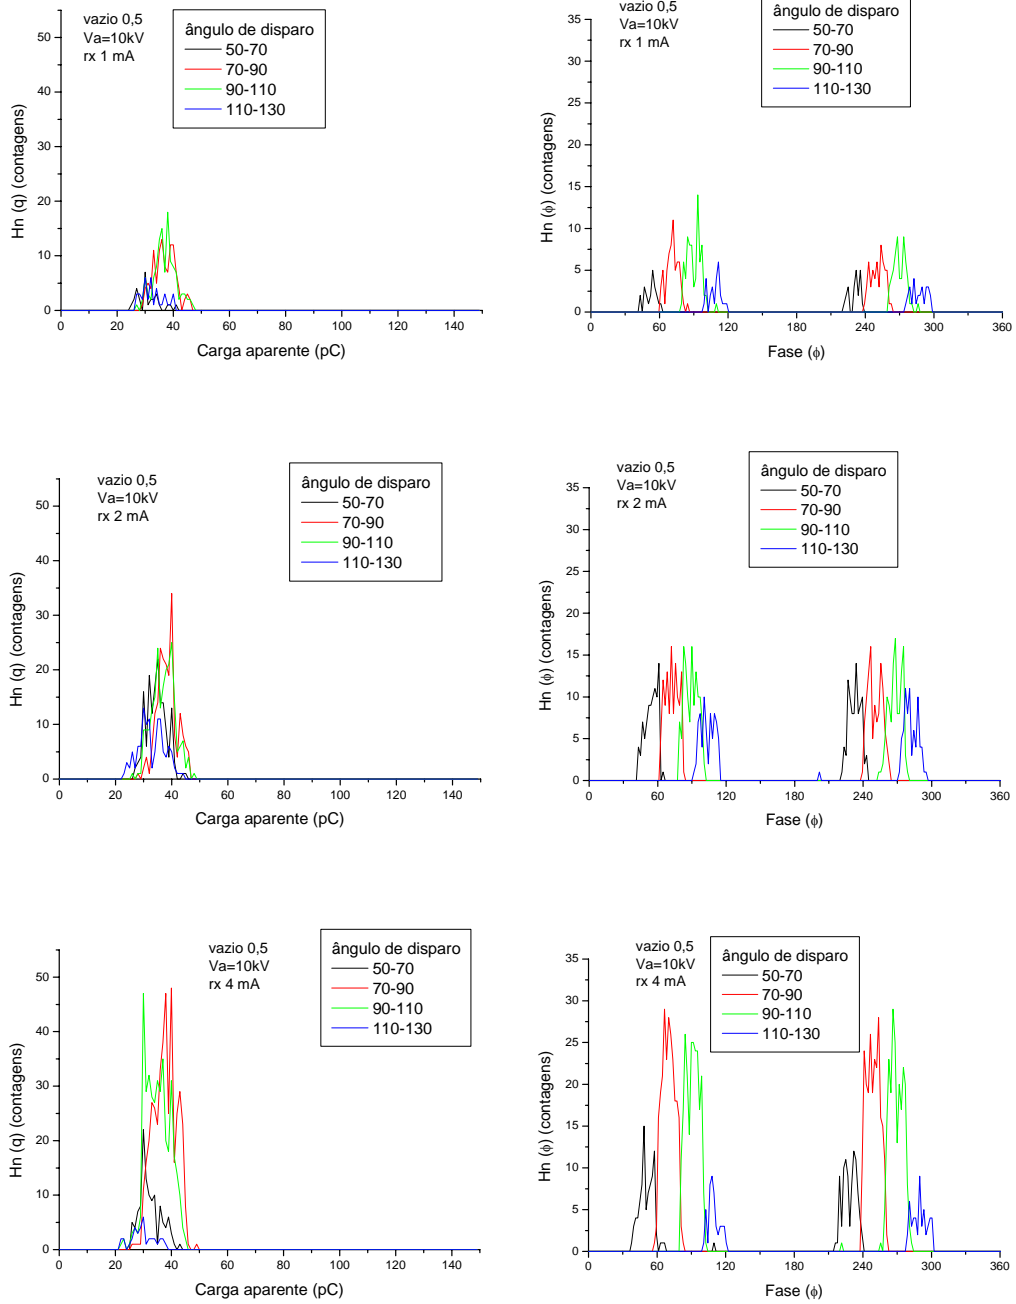 vazio 0,5
Va=10kV
rx 1 mA
ângulo de disparo
50-70
70-90
90-110
110-130
Hn (q) (contagens)
50
40
30
20
10
0
0 20 40 60 80 100 120 140
Carga aparente (pC)
vazio 0,5
Va=10kV
rx 1 mA
ângulo de disparo
50-70
70-90
90-110
110-130
Hn (ϕ) (contagens)
35
30
25
20
15
10
5
0
0 60 120 180 240 300 360
Fase (ϕ)
vazio 0,5
Va=10kV
rx 2 mA
ângulo de disparo
50-70
70-90
90-110
110-130
Hn (q) (contagens)
50
40
30
20
10
0
0 20 40 60 80 100 120 140
Carga aparente (pC)
vazio 0,5
Va=10kV
rx 2 mA
ângulo de disparo
50-70
70-90
90-110
110-130
Hn (ϕ) (contagens)
35
30
25
20
15
10
5
0
0 60 120 180 240 300 360
Fase (ϕ)
vazio 0,5
Va=10kV
rx 4 mA
ângulo de disparo
50-70
70-90
90-110
110-130
Hn (q) (contagens)
50
40
30
20
10
0
0 20 40 60 80 100 120 140
Carga aparente (pC)
vazio 0,5
Va=10kV
rx 4 mA
ângulo de disparo
50-70
70-90
90-110
110-130
Hn (ϕ) (contagens)
35
30
25
20
15
10
5
0
0 60 120 180 240 300 360
Fase (ϕ)